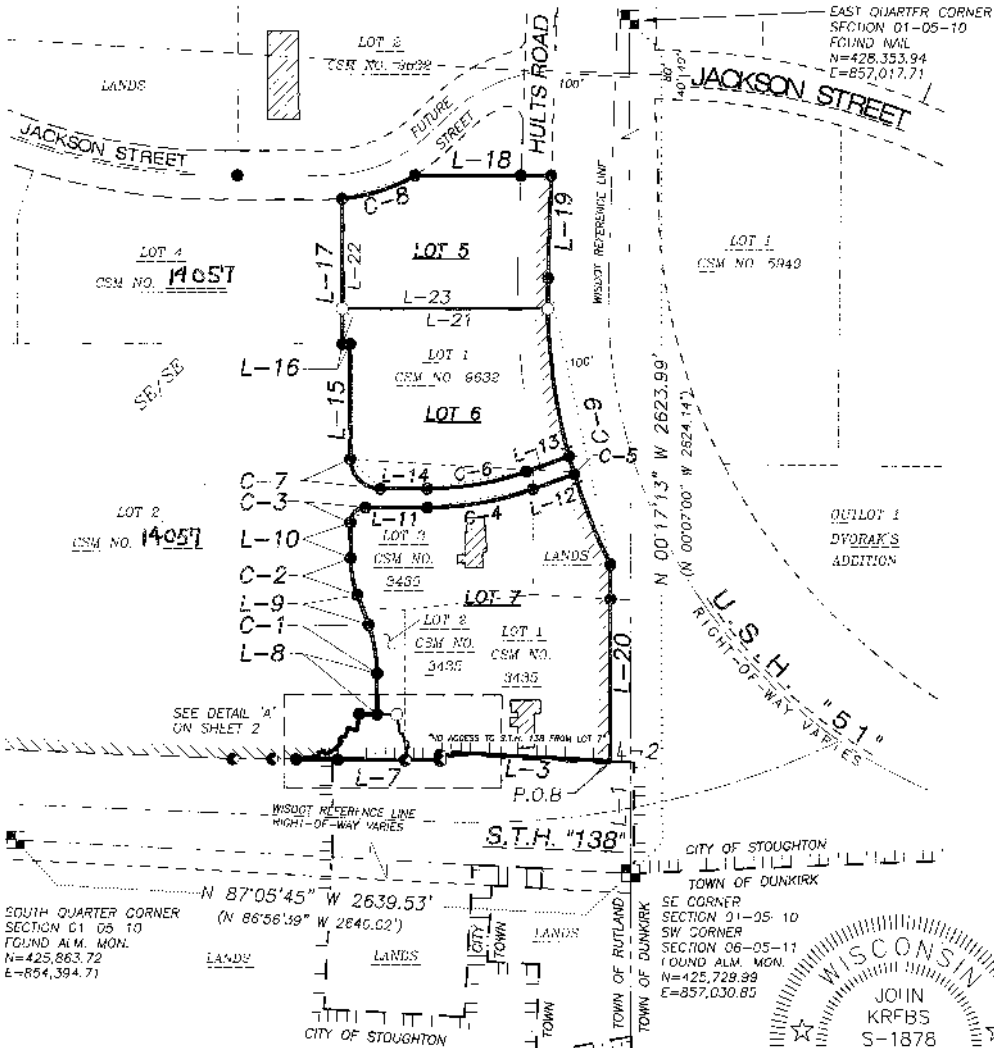 EAST QUARTER CORNER
SECTION 01-05-10
FOUND NAIL
N=428,353.94
E=857,017.71
LOT 2
CSM NO. 9632
LANDS
HULTS ROAD
FUTURE
STREET
100'
80'
40'
40'
JACKSON STREET
JACKSON STREET
L-18
C-8
L-19
WISDOT REFERENCE LINE
LOT 5
LOT 4
CSM NO. 14057
LOT 1
CSM NO 5949
L-17
L-22
L-23
L-21
L-16
LOT 1
CSM NO 9632
100'
SE/SE
L-15
LOT 6
C-9
L-13
C-6
C-5
C-7
L-14
C-3
L-12
L-11
C-4
N 00°17'13" W 2623.99'
(N 00°07'00" W 2624.14')
LOT 2
CSM NO. 14057
L-10
LOT 3
CSM NO.
3435
LANDS
OUTLOT 1
DVORAK'S
ADDITION
C-2
L-9
LOT 7
C-1
LOT 2
CSM NO.
3435
LOT 1
CSM NO.
3435
L-8
L-20
U.S.H. "51"
RIGHT-OF-WAY VARIES
SEE DETAIL 'A'
ON SHEET 2
"NO ACCESS TO S.T.H. 138 FROM LOT 7"
L-7
L-3
L-2
P.O.B
L-1
WISDOT REFERENCE LINE
RIGHT-OF-WAY VARIES
S.T.H. "138"
CITY OF STOUGHTON
TOWN OF DUNKIRK
N 87°05'45" W 2639.53'
SOUTH QUARTER CORNER
SECTION 01 05 10
FOUND ALM. MON.
N=425,863.72
E=854,394.71
LANDS
LANDS
CITY
TOWN
LANDS
TOWN OF RUTLAND
TOWN OF DUNKIRK
SE CORNER
SECTION 01-05-10
SW CORNER
SECTION 06-05-11
FOUND ALM. MON.
N=425,729.99
E=857,030.85
CITY OF STOUGHTON
TOWN
WISCONSIN
JOHN
KREBS
S-1878